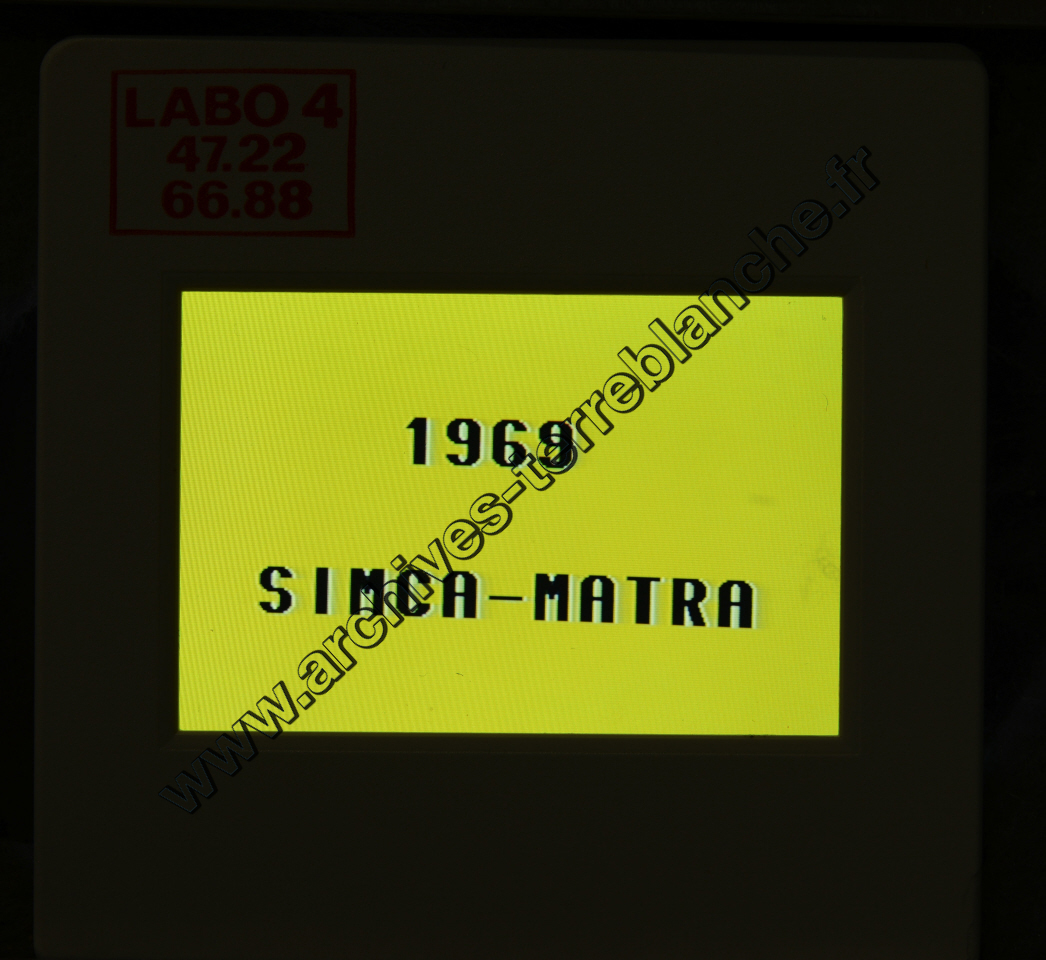 LABO 4
47.22
66.88
1969
SIMCA-MATRA
www.archives-terreblanche.fr